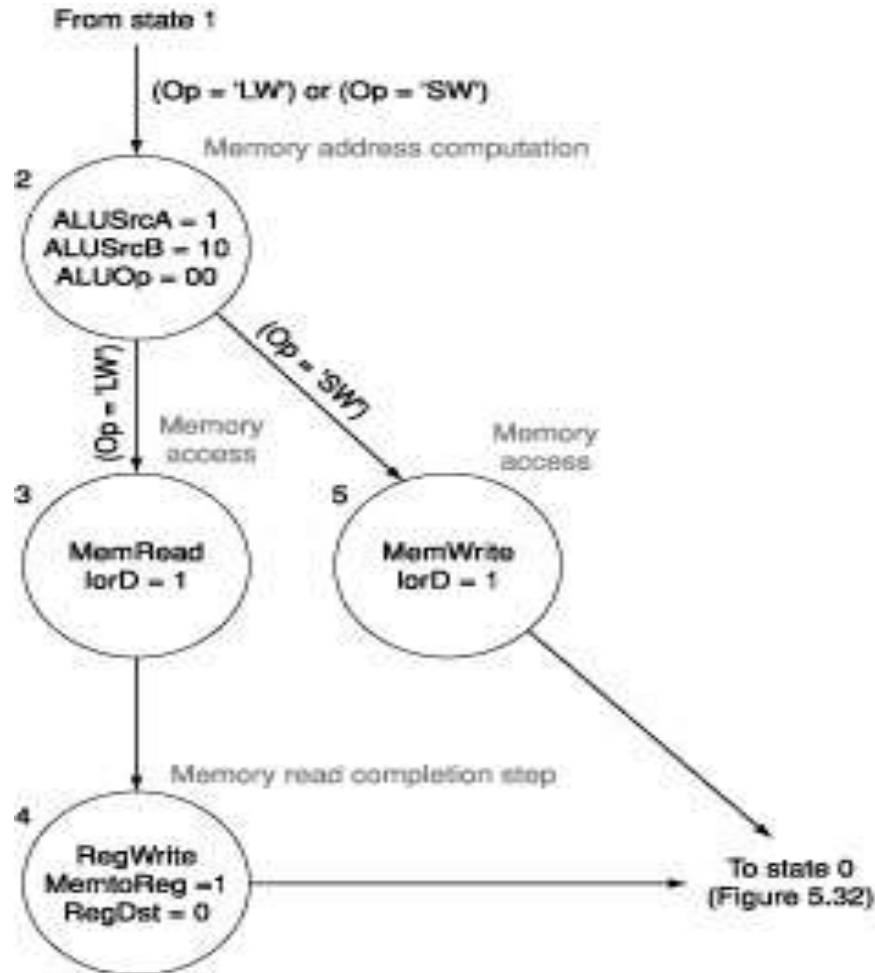 From state 1
(Op = 'LW') or (Op = 'SW')
Memory address computation
2
ALUSrcA = 1
ALUSrcB = 10
ALUOp = 00
(Op = 'LW')
(Op = 'SW')
Memory
access
Memory
access
3
MemRead
IorD = 1
5
MemWrite
IorD = 1
Memory read completion step
4
RegWrite
MemtoReg =1
RegDst = 0
To state 0
(Figure 5.32)